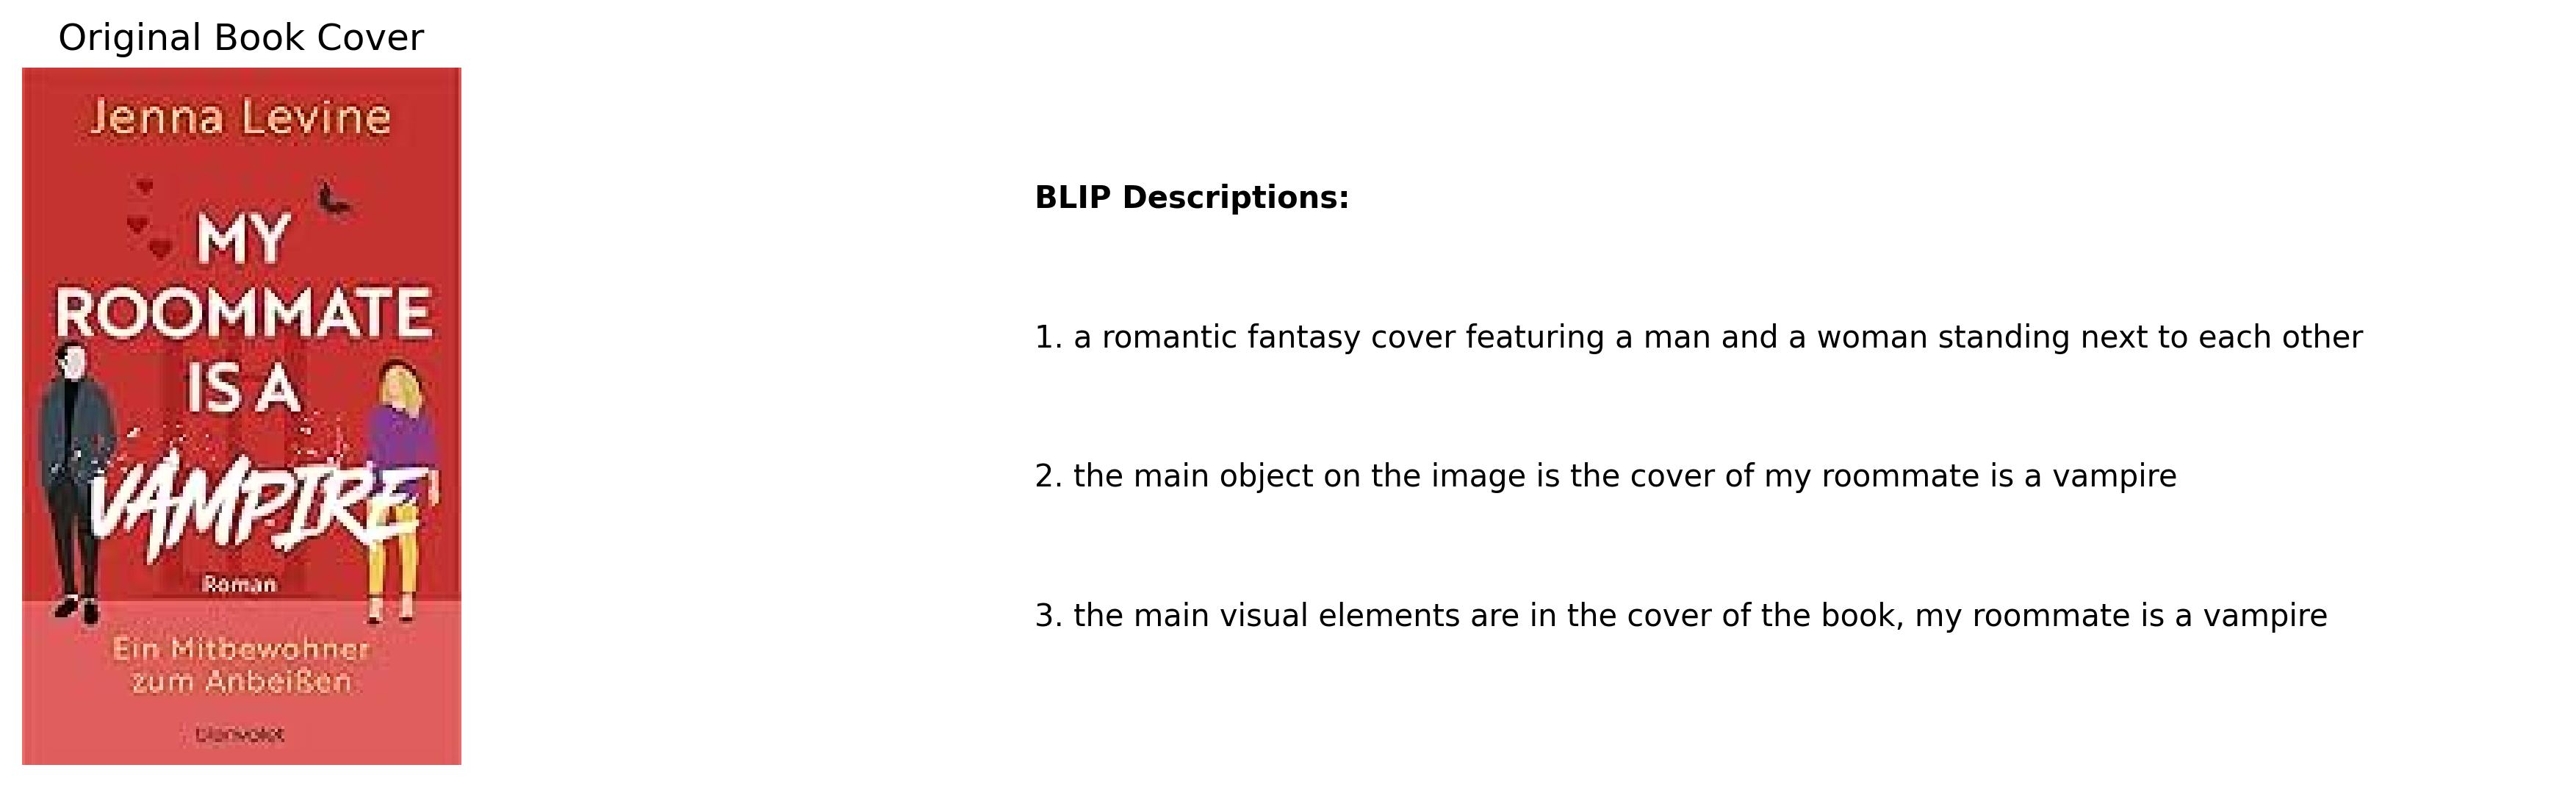 Original Book Cover
Jenna Levine
MY
ROOMMATE
IS A
VAMPIRE
Roman
Ein Mitbewohner
zum Anbeißen
blanvalet
BLIP Descriptions:
1. a romantic fantasy cover featuring a man and a woman standing next to each other
2. the main object on the image is the cover of my roommate is a vampire
3. the main visual elements are in the cover of the book, my roommate is a vampire